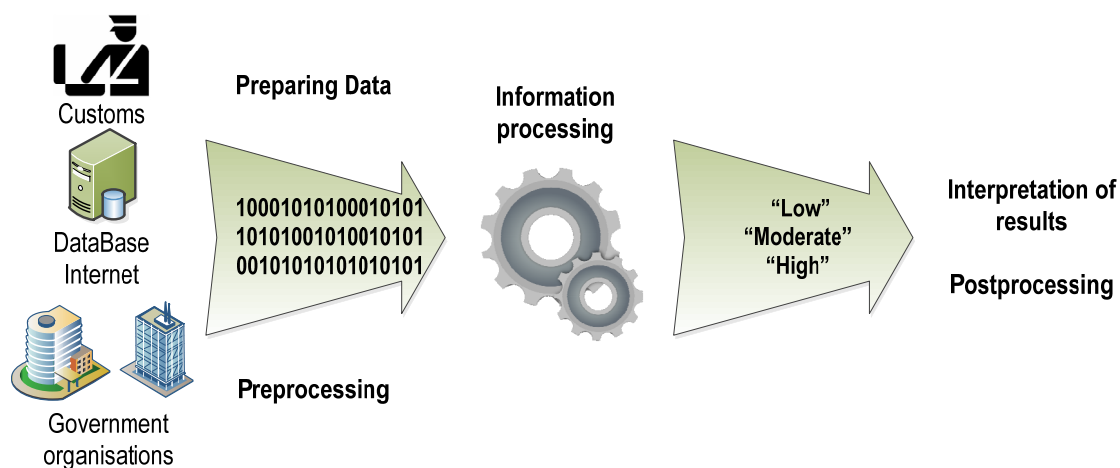 Customs
DataBase
Internet
Government
organisations
Preparing Data
10001010100010101
10101001010010101
00101010101010101
Preprocessing
Information
processing
“Low”
“Moderate”
“High”
Interpretation of
results
Postprocessing